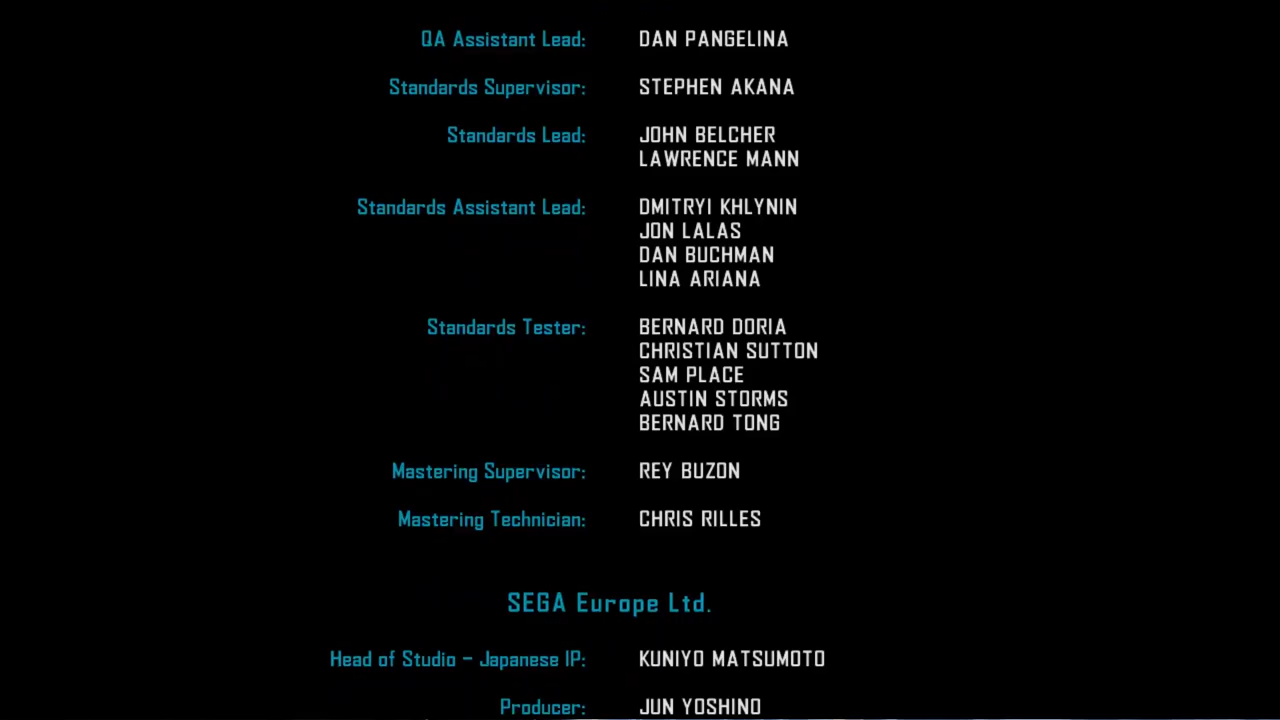 QA Assistant Lead: DAN PANGELINA
Standards Supervisor: STEPHEN AKANA
Standards Lead: JOHN BELCHER
LAWRENCE MANN
Standards Assistant Lead: DMITRYI KHLYNIN
JON LALAS
DAN BUCHMAN
LINA ARIANA
Standards Tester: BERNARD DORIA
CHRISTIAN SUTTON
SAM PLACE
AUSTIN STORMS
BERNARD TONG
Mastering Supervisor: REY BUZON
Mastering Technician: CHRIS RILLES
SEGA Europe Ltd.
Head of Studio – Japanese IP: KUNIYO MATSUMOTO
Producer: JUN YOSHINO